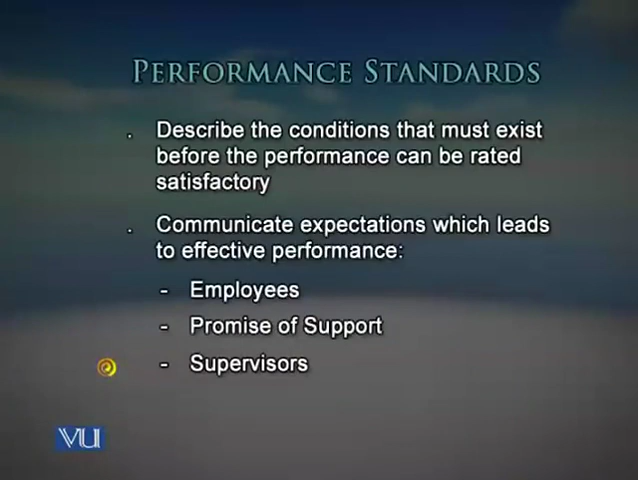 PERFORMANCE STANDARDS
. Describe the conditions that must exist
before the performance can be rated
satisfactory
. Communicate expectations which leads
to effective performance:
- Employees
- Promise of Support
- Supervisors
VU